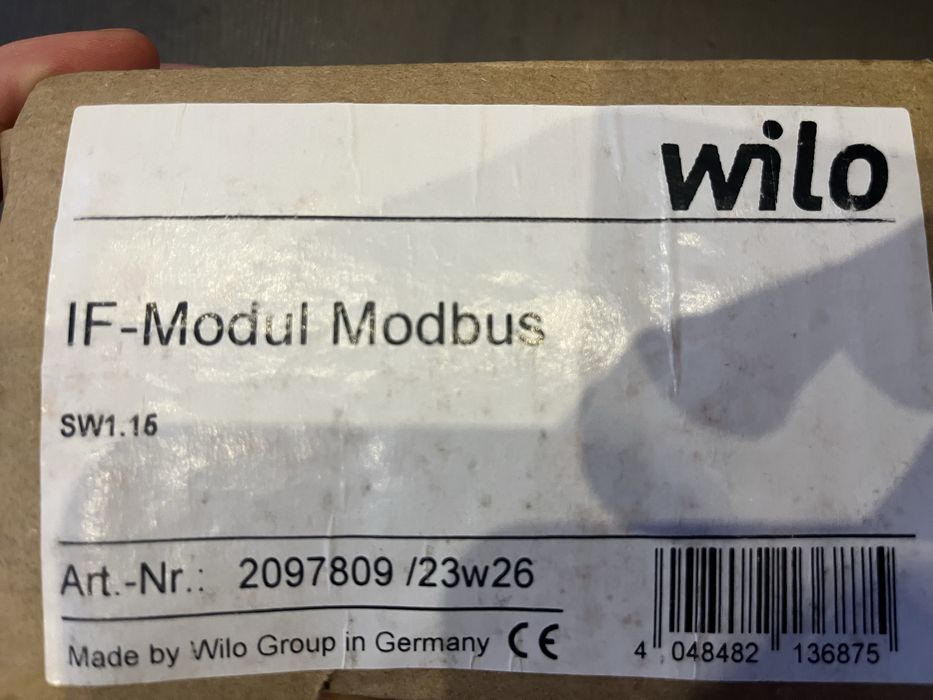 wilo
IF-Modul Modbus
SW1.15
Art.-Nr.: 2097809 /23w26
Made by Wilo Group in Germany CE
4 048482 136875